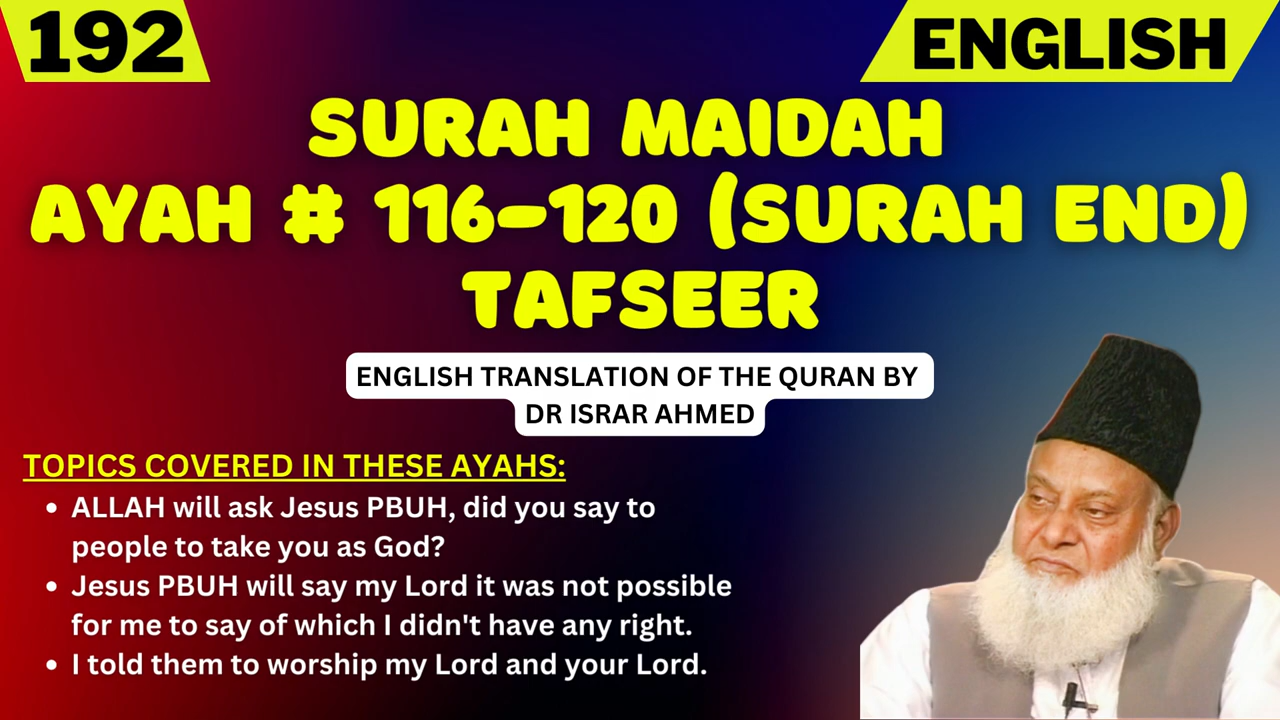 192
ENGLISH
SURAH MAIDAH
AYAH # 116-120 (SURAH END)
TAFSEER
ENGLISH TRANSLATION OF THE QURAN BY
DR ISRAR AHMED
TOPICS COVERED IN THESE AYAHS:
• ALLAH will ask Jesus PBUH, did you say to
people to take you as God?
• Jesus PBUH will say my Lord it was not possible
for me to say of which I didn't have any right.
• I told them to worship my Lord and your Lord.